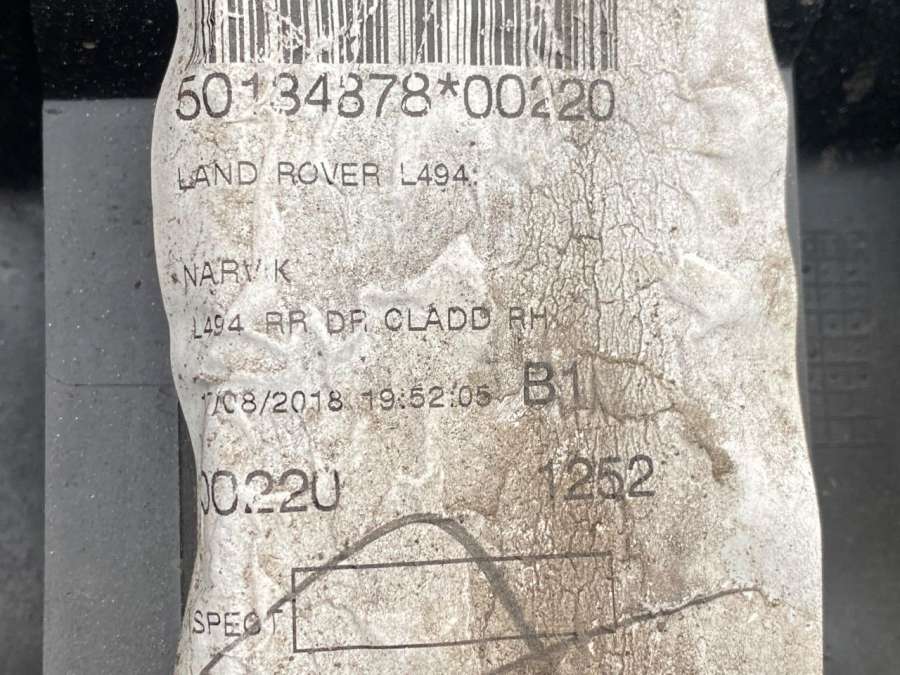 50134878*00220
LAND ROVER L494
NARVIK
L494 RR DR CLADD RH
/08/2018 19:52:05 B1
00220 1252
SPECT